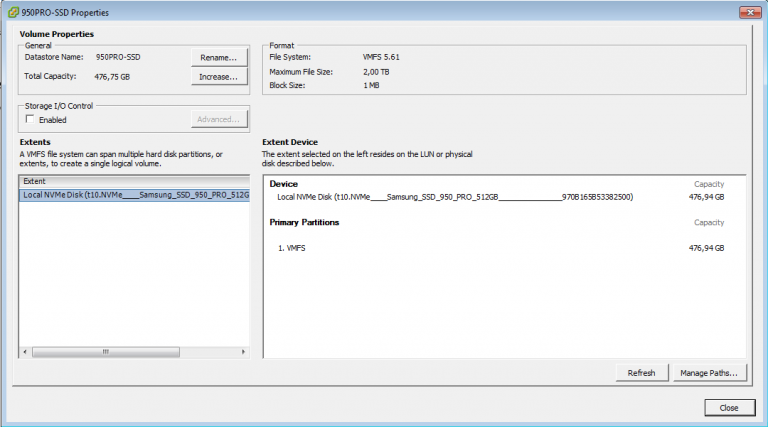 950PRO-SSD Properties
Volume Properties
General
Datastore Name: 950PRO-SSD
Rename...
Total Capacity: 476,75 GB
Increase...
Format
File System: VMFS 5.61
Maximum File Size: 2,00 TB
Block Size: 1 MB
Storage I/O Control
Enabled
Advanced...
Extents
A VMFS file system can span multiple hard disk partitions, or
extents, to create a single logical volume.
Extent
Local NVMe Disk (t10.NVMe____Samsung_SSD_950_PRO_512G
Extent Device
The extent selected on the left resides on the LUN or physical
disk described below.
Device Capacity
Local NVMe Disk (t10.NVMe____Samsung_SSD_950_PRO_512GB_______________970B165B53382500) 476,94 GB
Primary Partitions Capacity
1. VMFS 476,94 GB
Refresh
Manage Paths...
Close